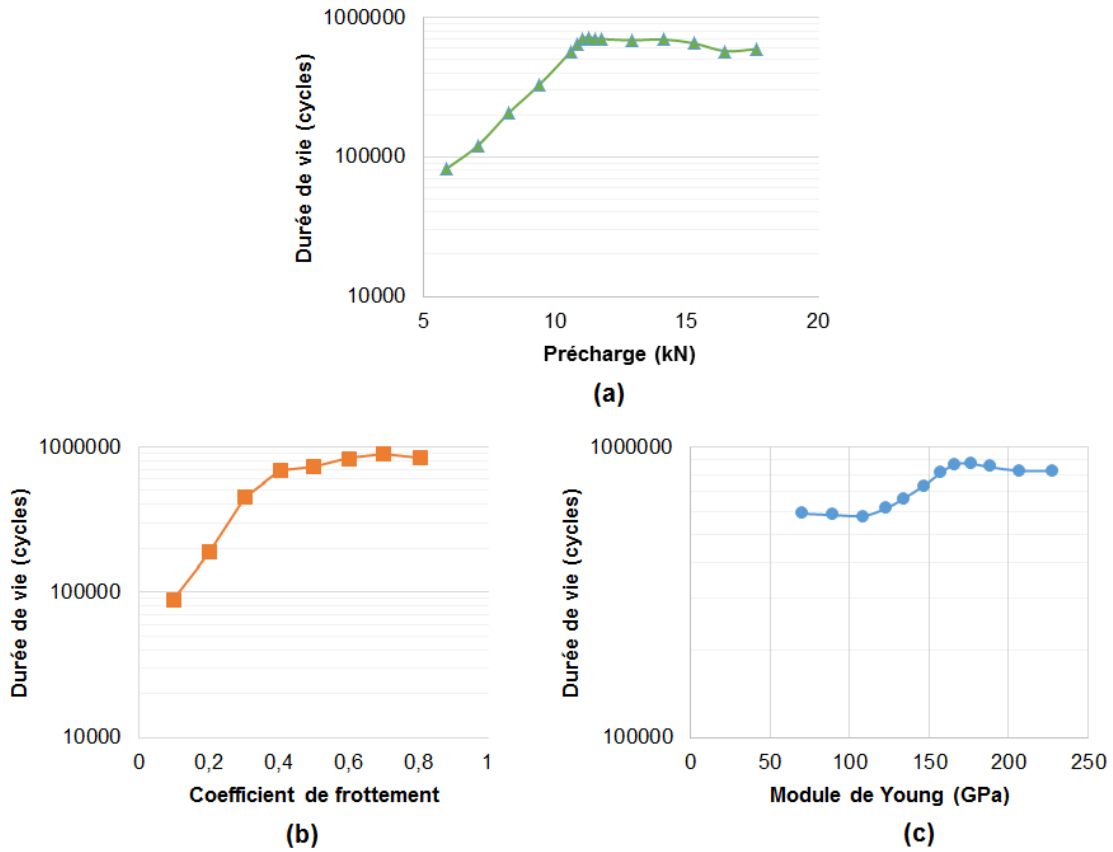 1000000
100000
10000
Durée de vie (cycles)
5
10
15
20
Précharge (kN)
(a)
1000000
100000
10000
Durée de vie (cycles)
0
0,2
0,4
0,6
0,8
1
Coefficient de frottement
(b)
1000000
100000
Durée de vie (cycles)
0
50
100
150
200
250
Module de Young (GPa)
(c)